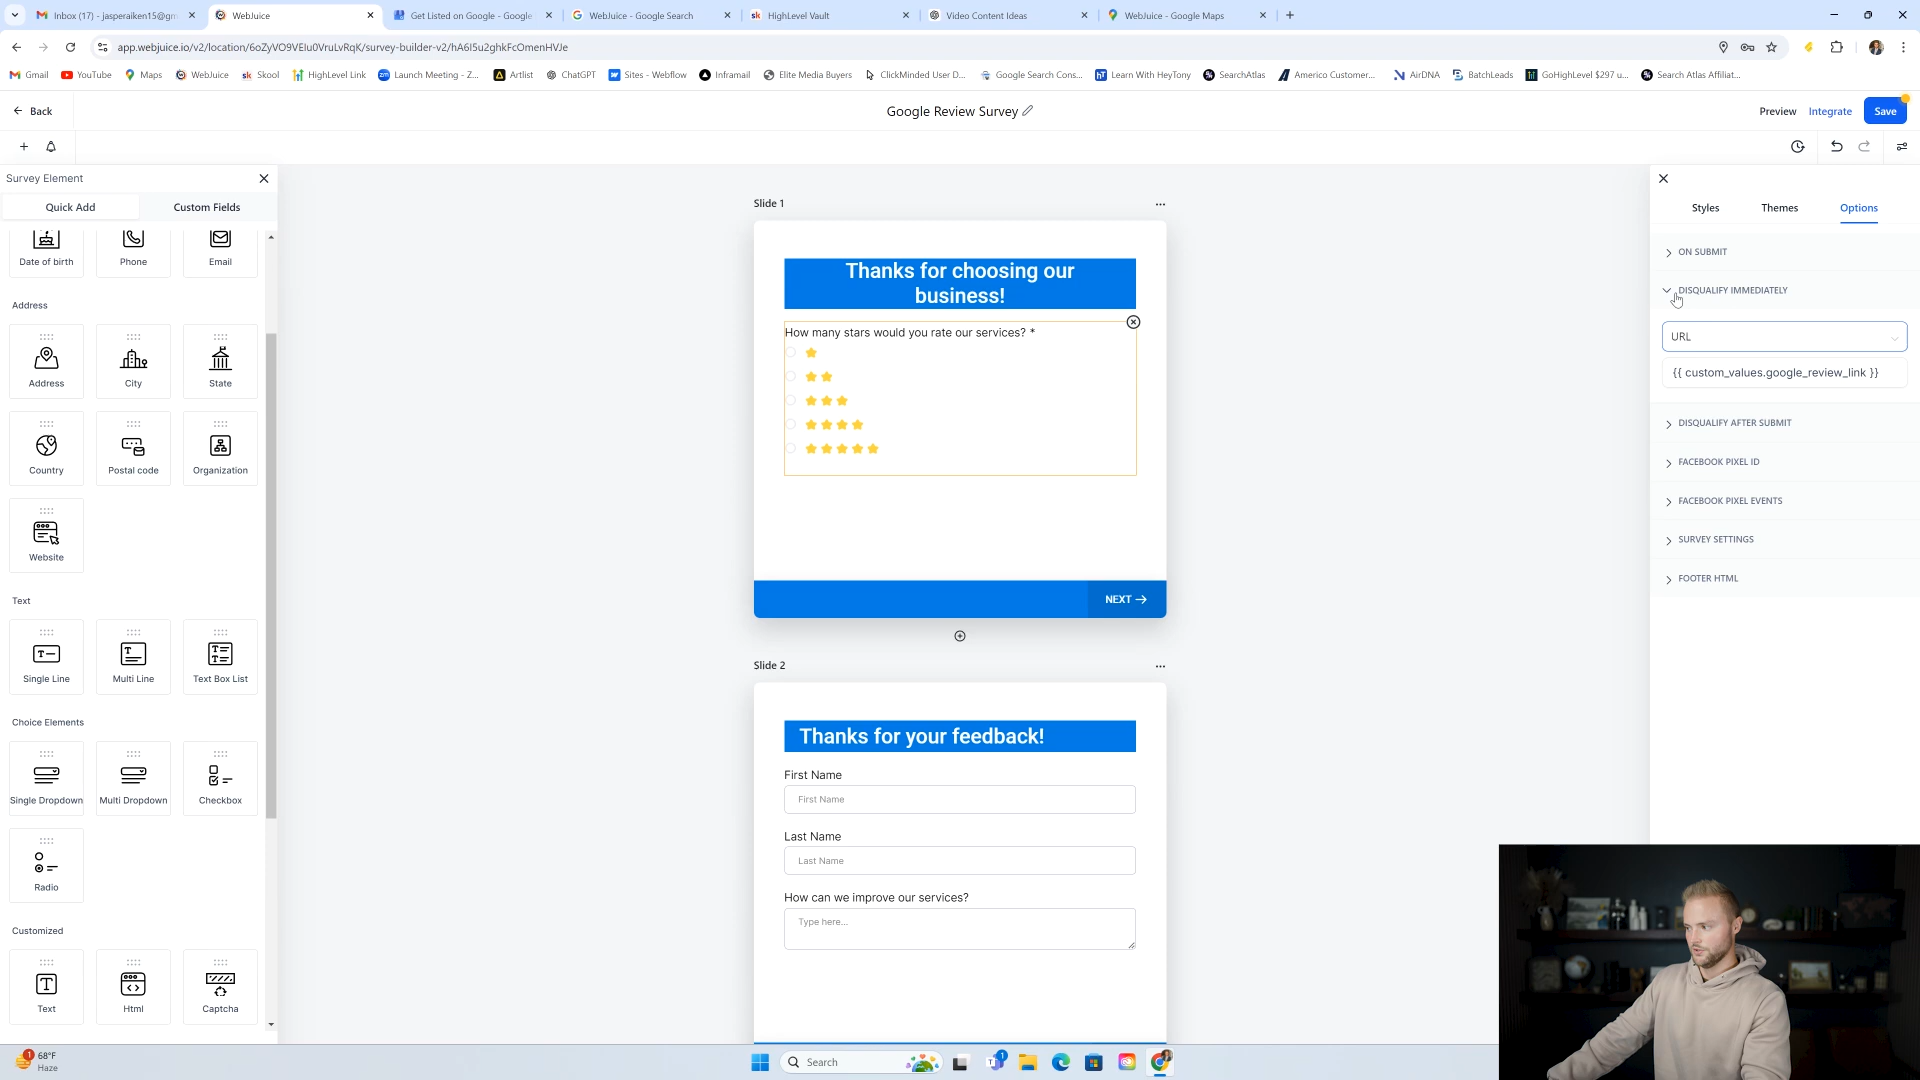 Inbox (17) - jasperaiken15@gm
WebJuice
Get Listed on Google - Google
WebJuice - Google Search
HighLevel Vault
Video Content Ideas
WebJuice - Google Maps
app.webjuice.io/v2/location/6oZyVO9VEIu0VruLvRqK/survey-builder-v2/hA6I5u2ghkFcOmenHVJe
Gmail
YouTube
Maps
WebJuice
Skool
HighLevel Link
Launch Meeting - Z...
Artlist
ChatGPT
Sites - Webflow
Inframail
Elite Media Buyers
ClickMinded User D...
Google Search Cons...
Learn With HeyTony
SearchAtlas
Americo Customer...
AirDNA
BatchLeads
GoHighLevel $297 u...
Search Atlas Affiliat...
Back
Google Review Survey
Preview
Integrate
Save
Survey Element
Quick Add
Custom Fields
Date of birth
Phone
Email
Address
Address
City
State
Country
Postal code
Organization
Website
Text
Single Line
Multi Line
Text Box List
Choice Elements
Single Dropdown
Multi Dropdown
Checkbox
Radio
Customized
Text
Html
Captcha
Slide 1
Thanks for choosing our
business!
How many stars would you rate our services? *
NEXT
Slide 2
Thanks for your feedback!
First Name
First Name
Last Name
Last Name
How can we improve our services?
Type here...
Styles
Themes
Options
ON SUBMIT
DISQUALIFY IMMEDIATELY
URL
{{ custom_values.google_review_link }}
DISQUALIFY AFTER SUBMIT
FACEBOOK PIXEL ID
FACEBOOK PIXEL EVENTS
SURVEY SETTINGS
FOOTER HTML
1
68°F
Haze
Search
1